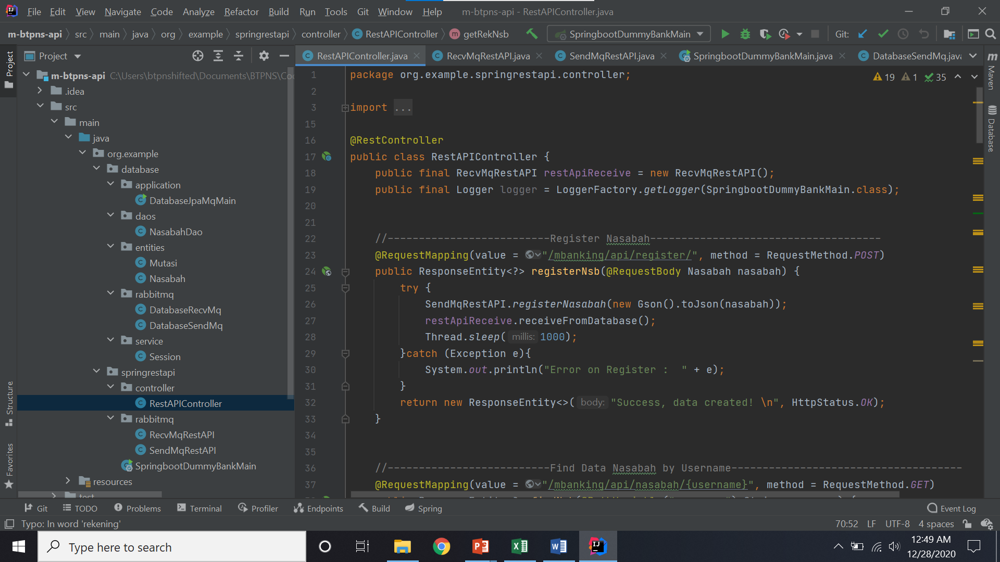 File Edit View Navigate Code Analyze Refactor Build Run Tools Git Window Help m-btpns-api - RestAPIController.java
m-btpns-api src main java org example springrestapi controller RestAPIController getRekNsb SpringbootDummyBankMain Git:
Project
RestAPIController.java RecvMqRestAPI.java SendMqRestAPI.java SpringbootDummyBankMain.java DatabaseSendMq.java
Project
Structure
Favorites
m-btpns-api C:\Users\btpnshifted\Documents\BTPNS\Co
.idea
src
main
java
org.example
database
application
DatabaseJpaMqMain
daos
NasabahDao
entities
Mutasi
Nasabah
rabbitmq
DatabaseRecvMq
DatabaseSendMq
service
Session
springrestapi
controller
RestAPIController
rabbitmq
RecvMqRestAPI
SendMqRestAPI
SpringbootDummyBankMain
resources
test
19 1 35
1 package org.example.springrestapi.controller;
2
3 import ...
15
16 @RestController
17 public class RestAPIController {
18 public final RecvMqRestAPI restApiReceive = new RecvMqRestAPI();
19 public final Logger logger = LoggerFactory.getLogger(SpringbootDummyBankMain.class);
20
21
22 //--------------------------Register Nasabah-------------------------------------
23 @RequestMapping(value = "/mbanking/api/register/", method = RequestMethod.POST)
24 public ResponseEntity<?> registerNsb(@RequestBody Nasabah nasabah) {
25 try {
26 SendMqRestAPI.registerNasabah(new Gson().toJson(nasabah));
27 restApiReceive.receiveFromDatabase();
28 Thread.sleep( millis: 1000);
29 }catch (Exception e){
30 System.out.println("Error on Register :  " + e);
31 }
32 return new ResponseEntity<>( body: "Success, data created! \n", HttpStatus.OK);
33 }
34
35
36 //--------------------------Find Data Nasabah by Username-------------------------------------
37 @RequestMapping(value = "/mbanking/api/nasabah/{username}", method = RequestMethod.GET)
Maven
Database
Git TODO Problems Terminal Profiler Endpoints Build Spring Event Log
Typo: In word 'rekening' 70:52 LF UTF-8 4 spaces
Type here to search
12:49 AM
12/28/2020